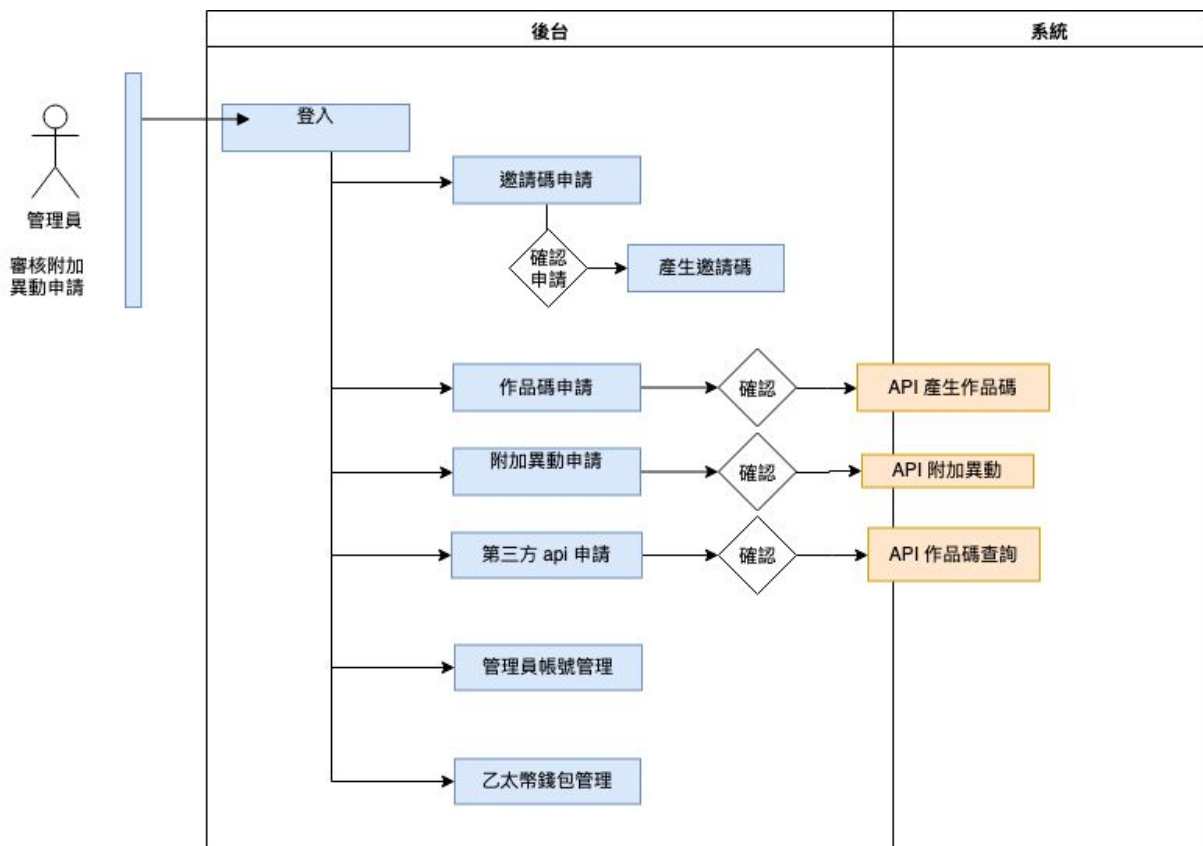 後台
系統
登入
管理員
審核附加
異動申請
邀請碼申請
確認
申請
產生邀請碼
作品碼申請
確認
API 產生作品碼
附加異動申請
確認
API 附加異動
第三方 api 申請
確認
API 作品碼查詢
管理員帳號管理
乙太幣錢包管理